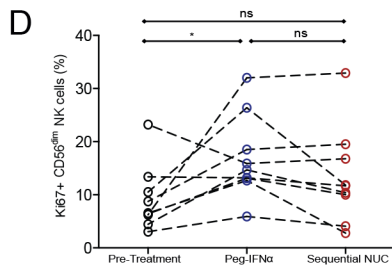 D
ns
* ns
Ki67+ CD56dim NK cells (%)
40
30
20
10
0
Pre-Treatment Peg-IFNα Sequential NUC